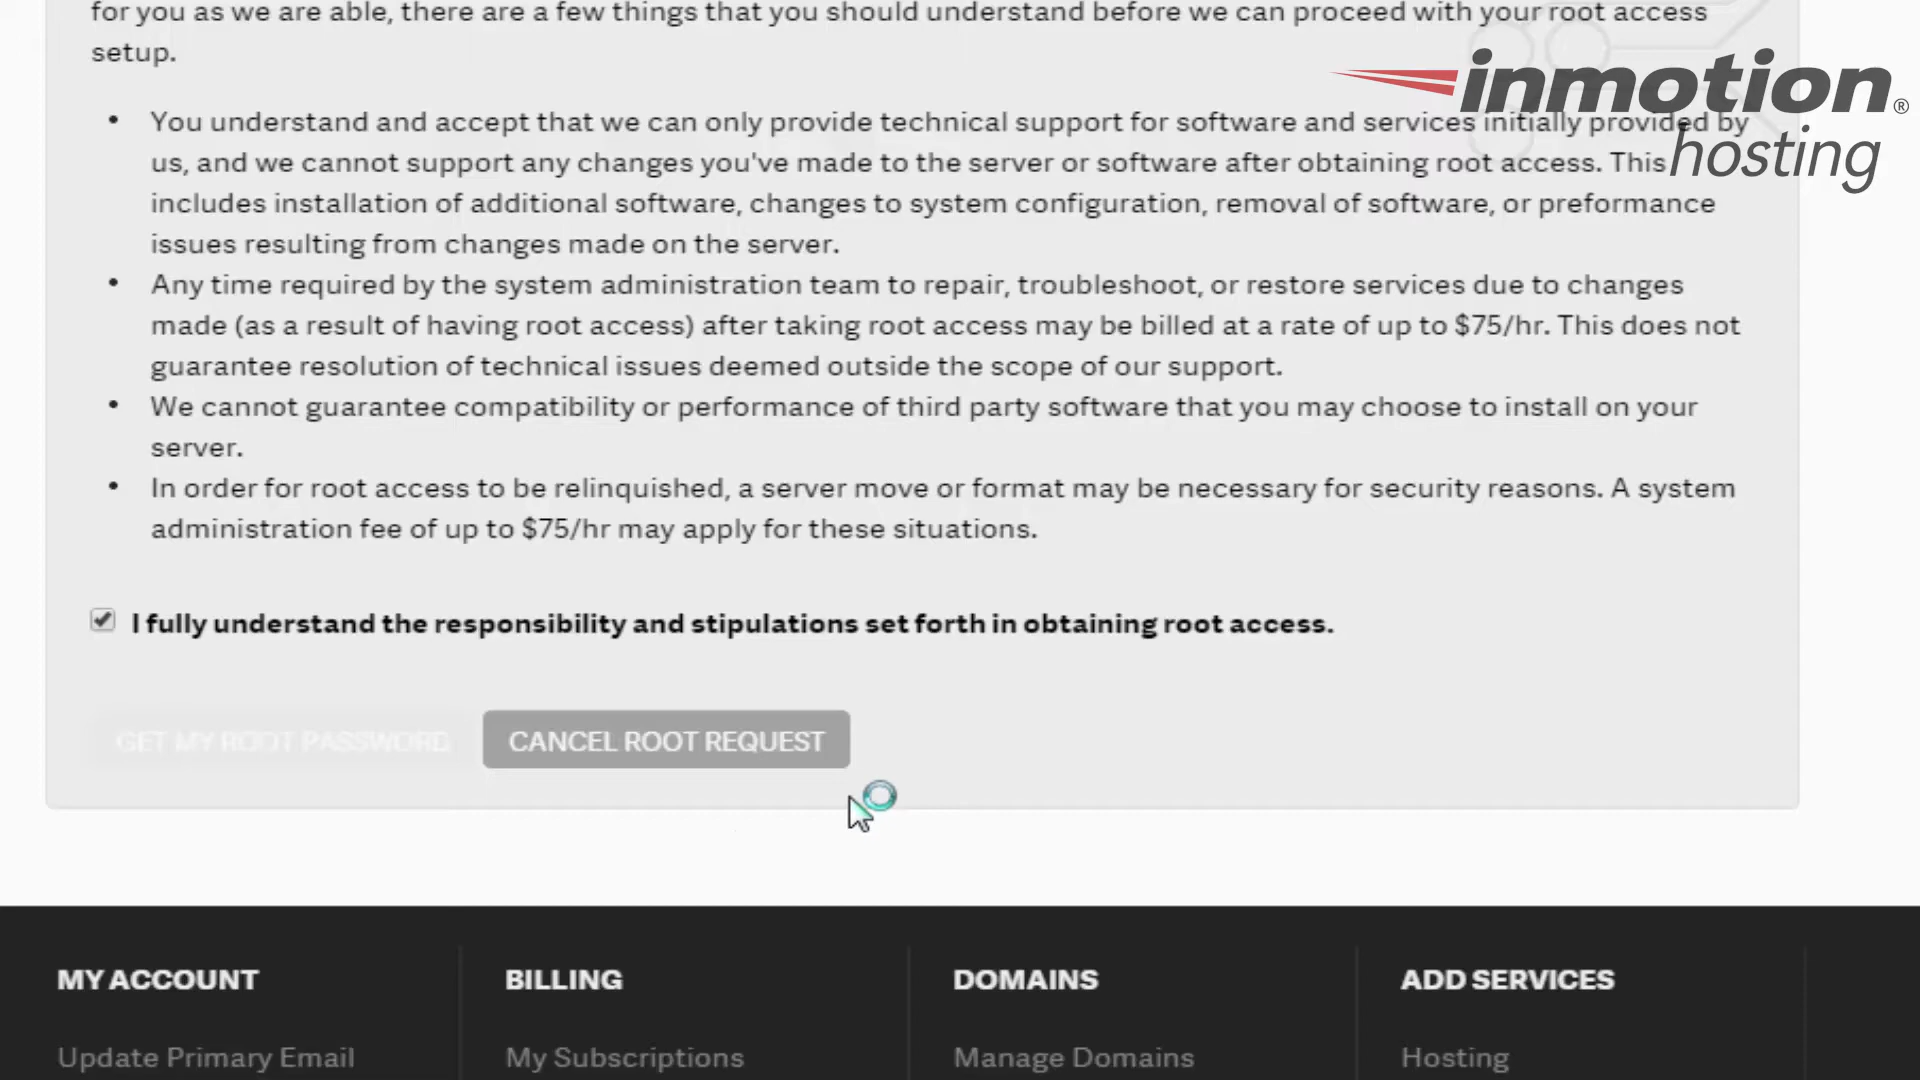 for you as we are able, there are a few things that you should understand before we can proceed with your root access
setup.
inmotion®
hosting
• You understand and accept that we can only provide technical support for software and services initially provided by
us, and we cannot support any changes you've made to the server or software after obtaining root access. This
includes installation of additional software, changes to system configuration, removal of software, or preformance
issues resulting from changes made on the server.
• Any time required by the system administration team to repair, troubleshoot, or restore services due to changes
made (as a result of having root access) after taking root access may be billed at a rate of up to $75/hr. This does not
guarantee resolution of technical issues deemed outside the scope of our support.
• We cannot guarantee compatibility or performance of third party software that you may choose to install on your
server.
• In order for root access to be relinquished, a server move or format may be necessary for security reasons. A system
administration fee of up to $75/hr may apply for these situations.
I fully understand the responsibility and stipulations set forth in obtaining root access.
GET MY ROOT PASSWORD CANCEL ROOT REQUEST
MY ACCOUNT BILLING DOMAINS ADD SERVICES
Update Primary Email My Subscriptions Manage Domains Hosting